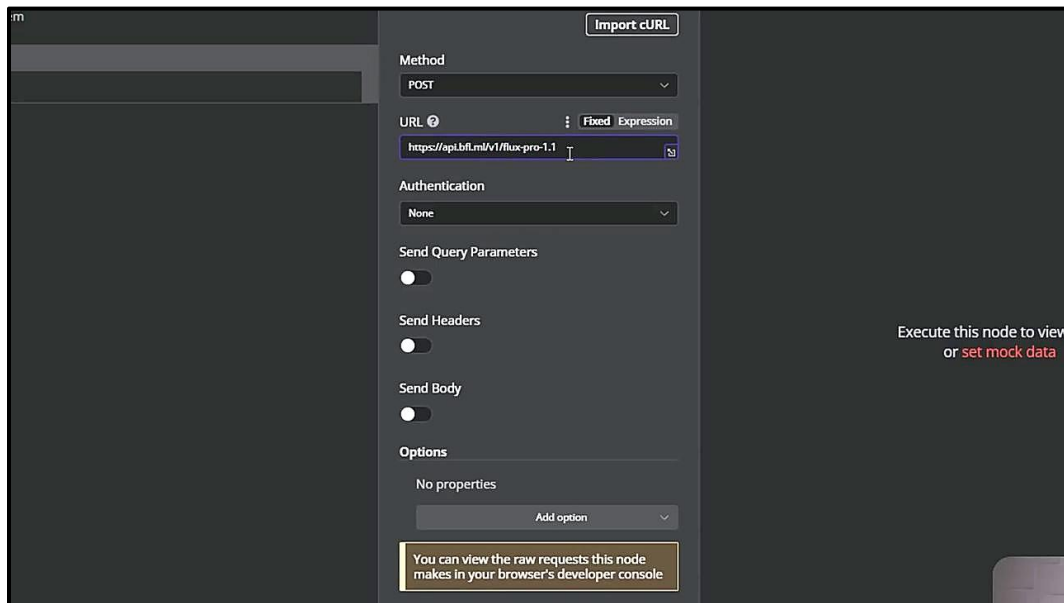 em
Import cURL
Method
POST
URL
Fixed Expression
https://api.bfl.ml/v1/flux-pro-1.1
Authentication
None
Send Query Parameters
Send Headers
Send Body
Execute this node to view
or set mock data
Options
No properties
Add option
You can view the raw requests this node
makes in your browser's developer console